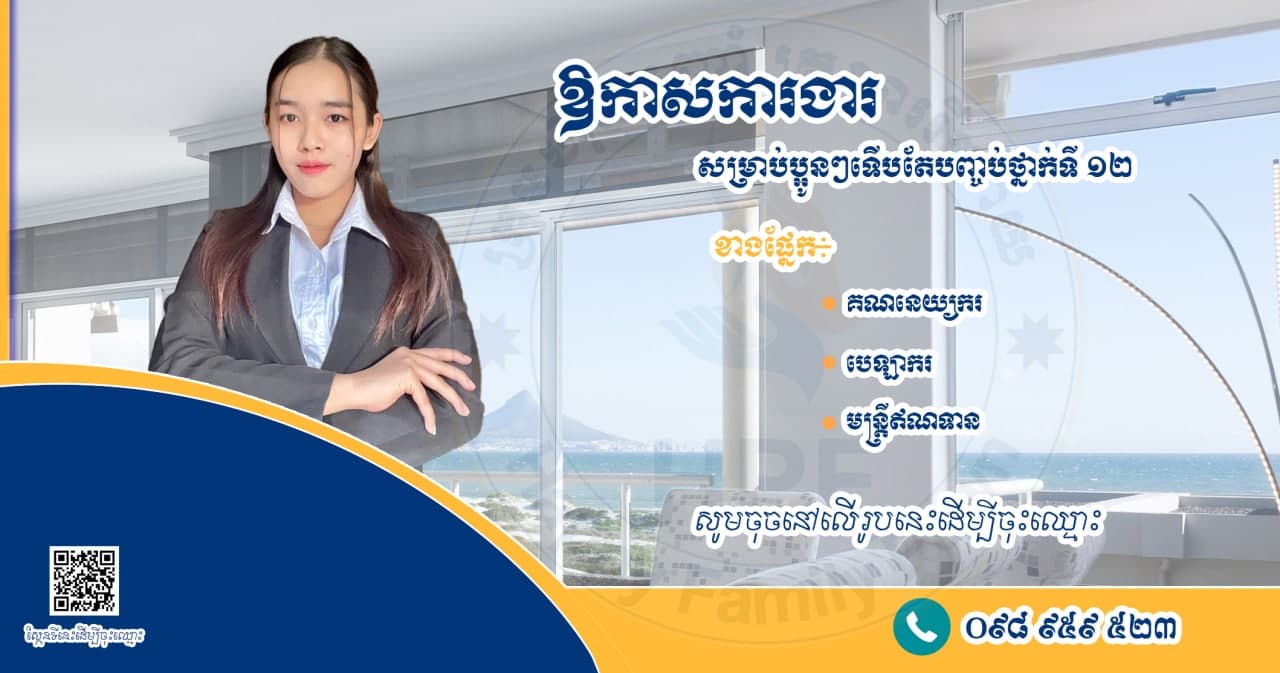 ឱកាសការងារ
សម្រាប់ប្អូនៗទើបតែបញ្ចប់ថ្នាក់ទី ១២
ខាងផ្នែក÷
គណនេយ្យករ
បេឡាករ
មន្ត្រីឥណទាន
សូមចុចនៅលើរូបនេះដើម្បីចុះឈ្មោះ
ស្កេនទីនេះដើម្បីចុះឈ្មោះ
០៩៨ ៩៥៩ ៥២៣
Family